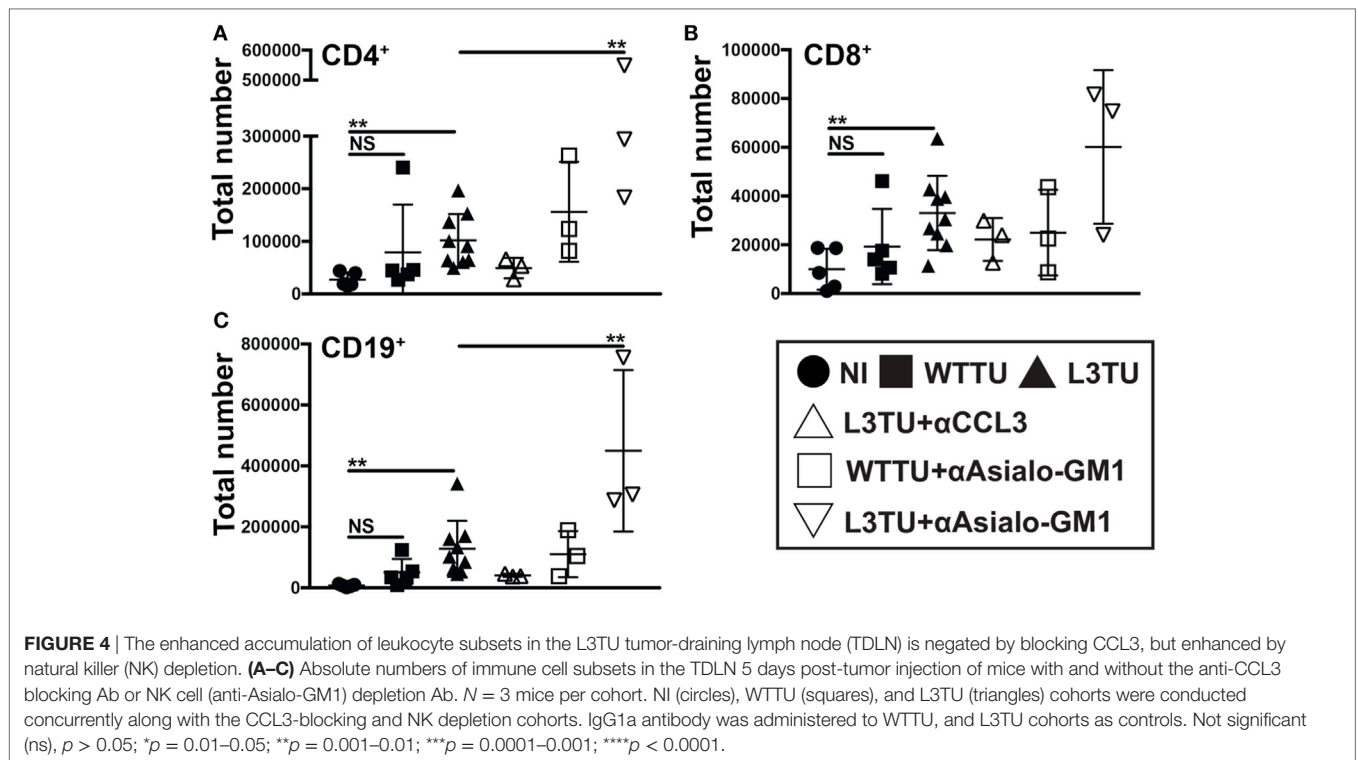 A
CD4+
Total number
600000
500000
300000
200000
100000
0
**
**
NS
B
CD8+
Total number
100000
80000
60000
40000
20000
0
**
NS
C
CD19+
Total number
800000
600000
400000
200000
0
**
**
NS
NI WTTU L3TU
L3TU+αCCL3
WTTU+αAsialo-GM1
L3TU+αAsialo-GM1
FIGURE 4 | The enhanced accumulation of leukocyte subsets in the L3TU tumor-draining lymph node (TDLN) is negated by blocking CCL3, but enhanced by
natural killer (NK) depletion. (A–C) Absolute numbers of immune cell subsets in the TDLN 5 days post-tumor injection of mice with and without the anti-CCL3
blocking Ab or NK cell (anti-Asialo-GM1) depletion Ab. N = 3 mice per cohort. NI (circles), WTTU (squares), and L3TU (triangles) cohorts were conducted
concurrently along with the CCL3-blocking and NK depletion cohorts. IgG1a antibody was administered to WTTU, and L3TU cohorts as controls. Not significant
(ns), p > 0.05; *p = 0.01–0.05; **p = 0.001–0.01; ***p = 0.0001–0.001; ****p < 0.0001.